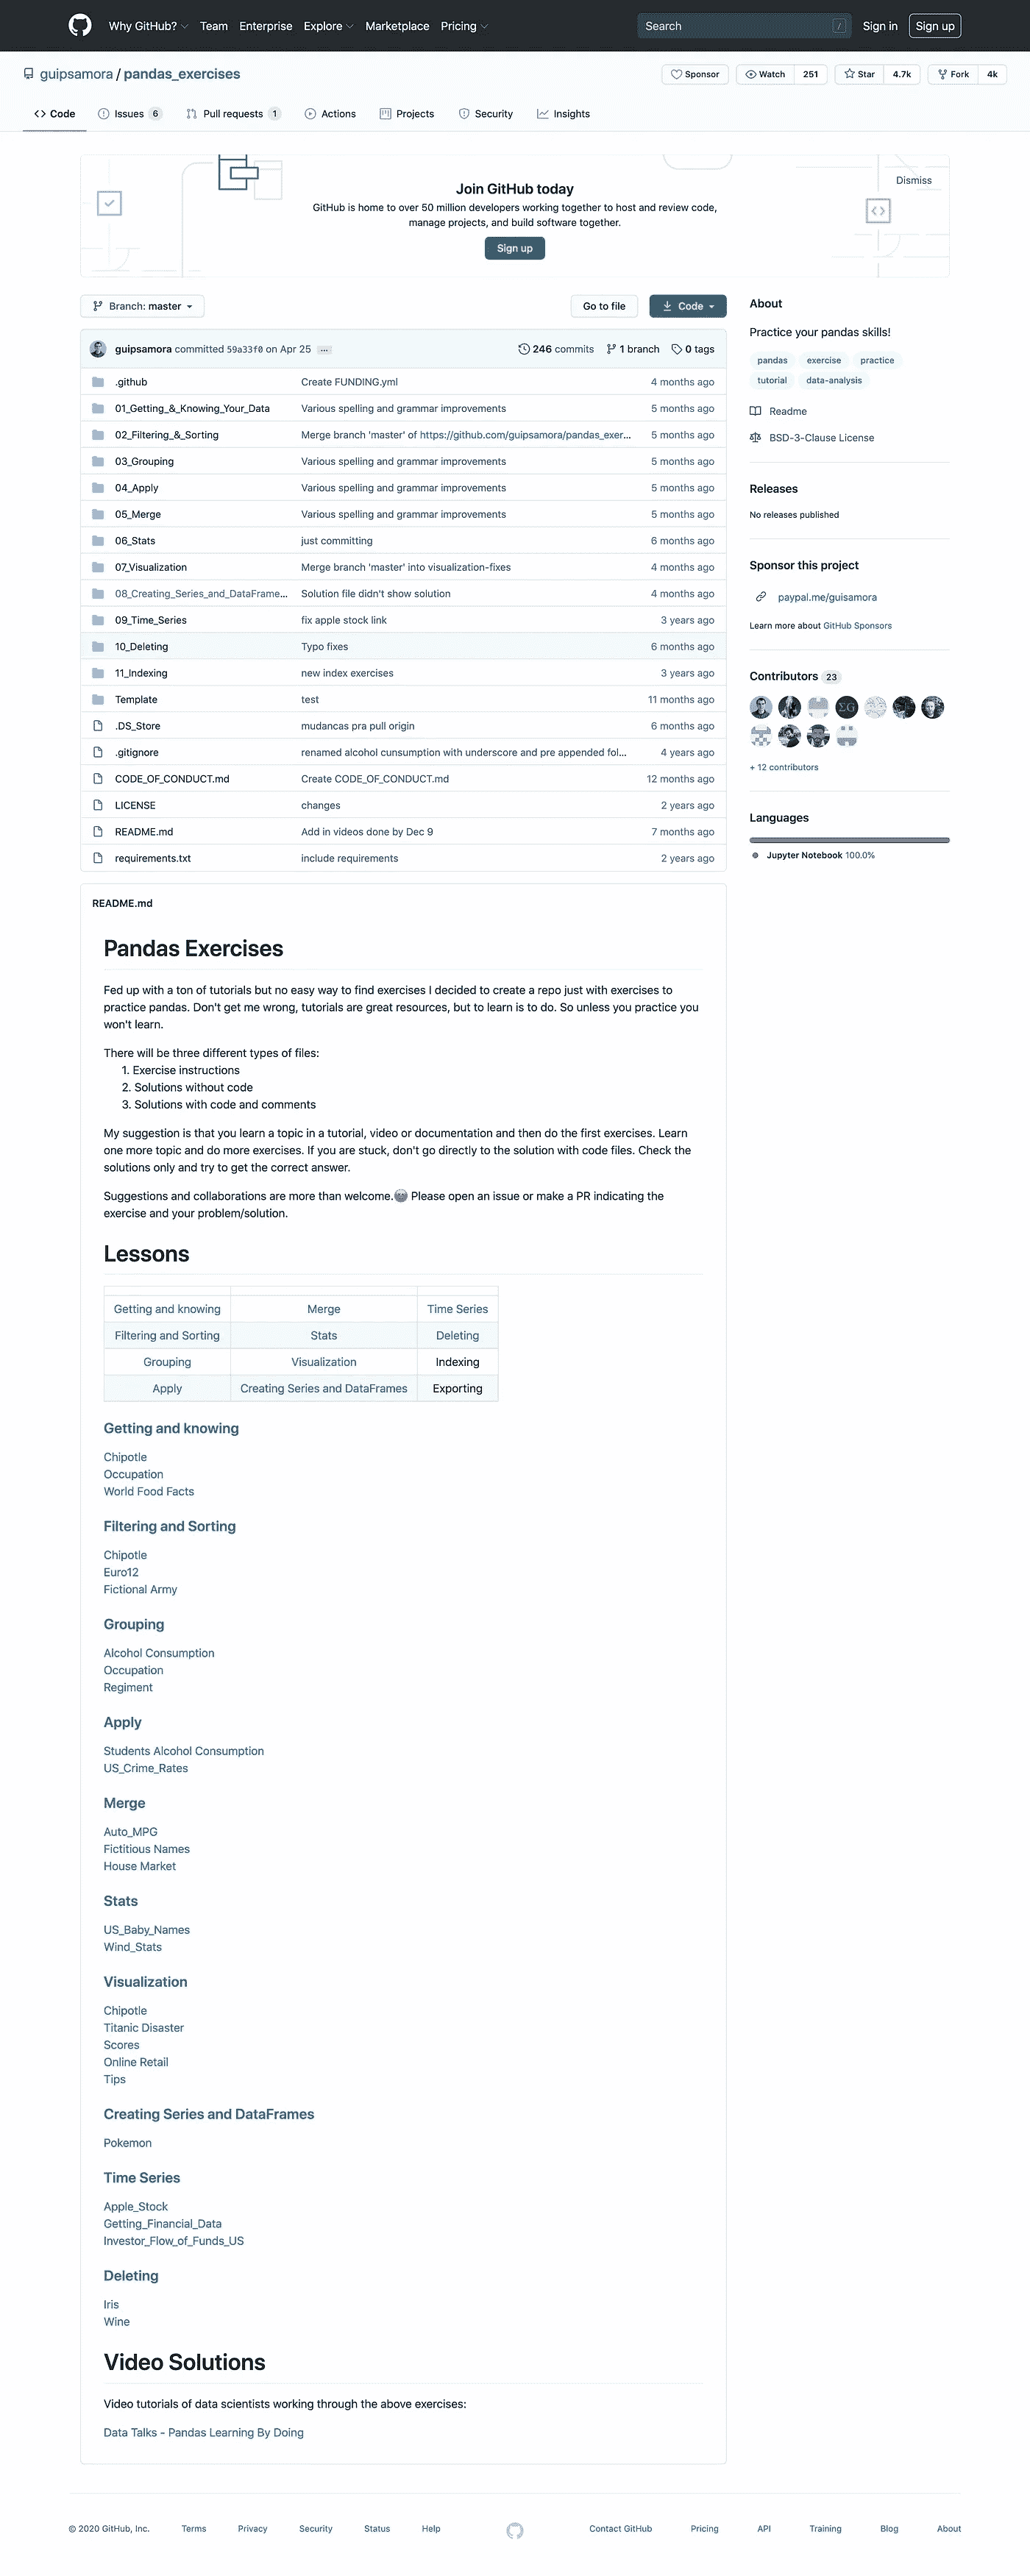 Why GitHub? Team Enterprise Explore Marketplace Pricing Search / Sign in Sign up
guipsamora / pandas_exercises Sponsor Watch 251 Star 4.7k Fork 4k
Code Issues 6 Pull requests 1 Actions Projects Security Insights
Dismiss
Join GitHub today
GitHub is home to over 50 million developers working together to host and review code,
manage projects, and build software together.
Sign up
Branch: master Go to file Code
guipsamora committed 59a33f0 on Apr 25 ... 246 commits 1 branch 0 tags
.github Create FUNDING.yml 4 months ago
01_Getting_&_Knowing_Your_Data Various spelling and grammar improvements 5 months ago
02_Filtering_&_Sorting Merge branch 'master' of https://github.com/guipsamora/pandas_exer... 5 months ago
03_Grouping Various spelling and grammar improvements 5 months ago
04_Apply Various spelling and grammar improvements 5 months ago
05_Merge Various spelling and grammar improvements 5 months ago
06_Stats just committing 6 months ago
07_Visualization Merge branch 'master' into visualization-fixes 4 months ago
08_Creating_Series_and_DataFrame... Solution file didn't show solution 4 months ago
09_Time_Series fix apple stock link 3 years ago
10_Deleting Typo fixes 6 months ago
11_Indexing new index exercises 3 years ago
Template test 11 months ago
.DS_Store mudancas pra pull origin 6 months ago
.gitignore renamed alcohol cunsumption with underscore and pre appended fol... 4 years ago
CODE_OF_CONDUCT.md Create CODE_OF_CONDUCT.md 12 months ago
LICENSE changes 2 years ago
README.md Add in videos done by Dec 9 7 months ago
requirements.txt include requirements 2 years ago
About
Practice your pandas skills!
pandas exercise practice
tutorial data-analysis
Readme
BSD-3-Clause License
Releases
No releases published
Sponsor this project
paypal.me/guisamora
Learn more about GitHub Sponsors
Contributors 23
ΣG
+ 12 contributors
Languages
Jupyter Notebook 100.0%
README.md
Pandas Exercises
Fed up with a ton of tutorials but no easy way to find exercises I decided to create a repo just with exercises to
practice pandas. Don't get me wrong, tutorials are great resources, but to learn is to do. So unless you practice you
won't learn.
There will be three different types of files:
1. Exercise instructions
2. Solutions without code
3. Solutions with code and comments
My suggestion is that you learn a topic in a tutorial, video or documentation and then do the first exercises. Learn
one more topic and do more exercises. If you are stuck, don't go directly to the solution with code files. Check the
solutions only and try to get the correct answer.
Suggestions and collaborations are more than welcome. Please open an issue or make a PR indicating the
exercise and your problem/solution.
Lessons
Getting and knowing Merge Time Series
Filtering and Sorting Stats Deleting
Grouping Visualization Indexing
Apply Creating Series and DataFrames Exporting
Getting and knowing
Chipotle
Occupation
World Food Facts
Filtering and Sorting
Chipotle
Euro12
Fictional Army
Grouping
Alcohol Consumption
Occupation
Regiment
Apply
Students Alcohol Consumption
US_Crime_Rates
Merge
Auto_MPG
Fictitious Names
House Market
Stats
US_Baby_Names
Wind_Stats
Visualization
Chipotle
Titanic Disaster
Scores
Online Retail
Tips
Creating Series and DataFrames
Pokemon
Time Series
Apple_Stock
Getting_Financial_Data
Investor_Flow_of_Funds_US
Deleting
Iris
Wine
Video Solutions
Video tutorials of data scientists working through the above exercises:
Data Talks - Pandas Learning By Doing
© 2020 GitHub, Inc. Terms Privacy Security Status Help Contact GitHub Pricing API Training Blog About